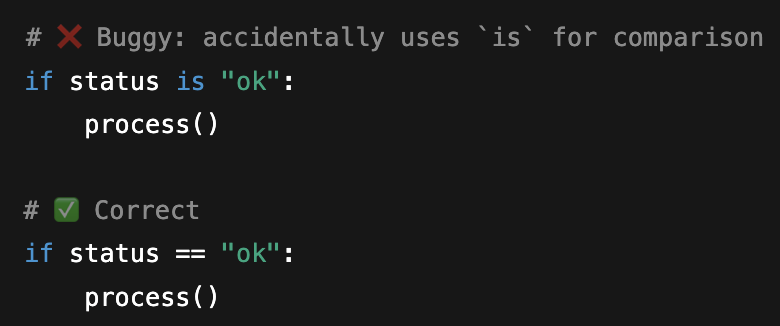 # ❌ Buggy: accidentally uses `is` for comparison
if status is "ok":
    process()
# ✅ Correct
if status == "ok":
    process()